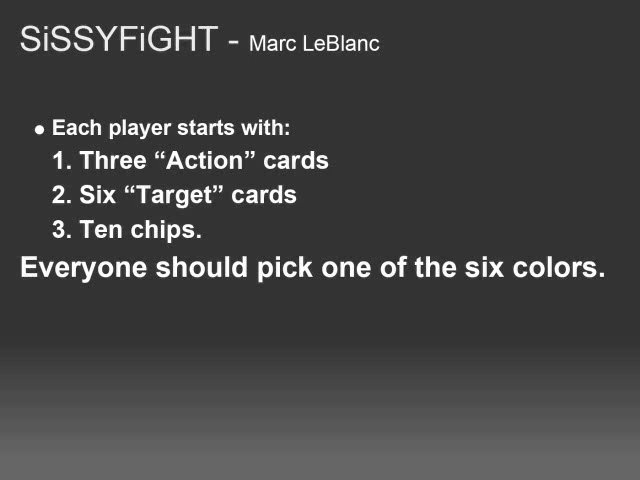 SiSSYFiGHT - Marc LeBlanc
● Each player starts with:
1. Three “Action” cards
2. Six “Target” cards
3. Ten chips.
Everyone should pick one of the six colors.